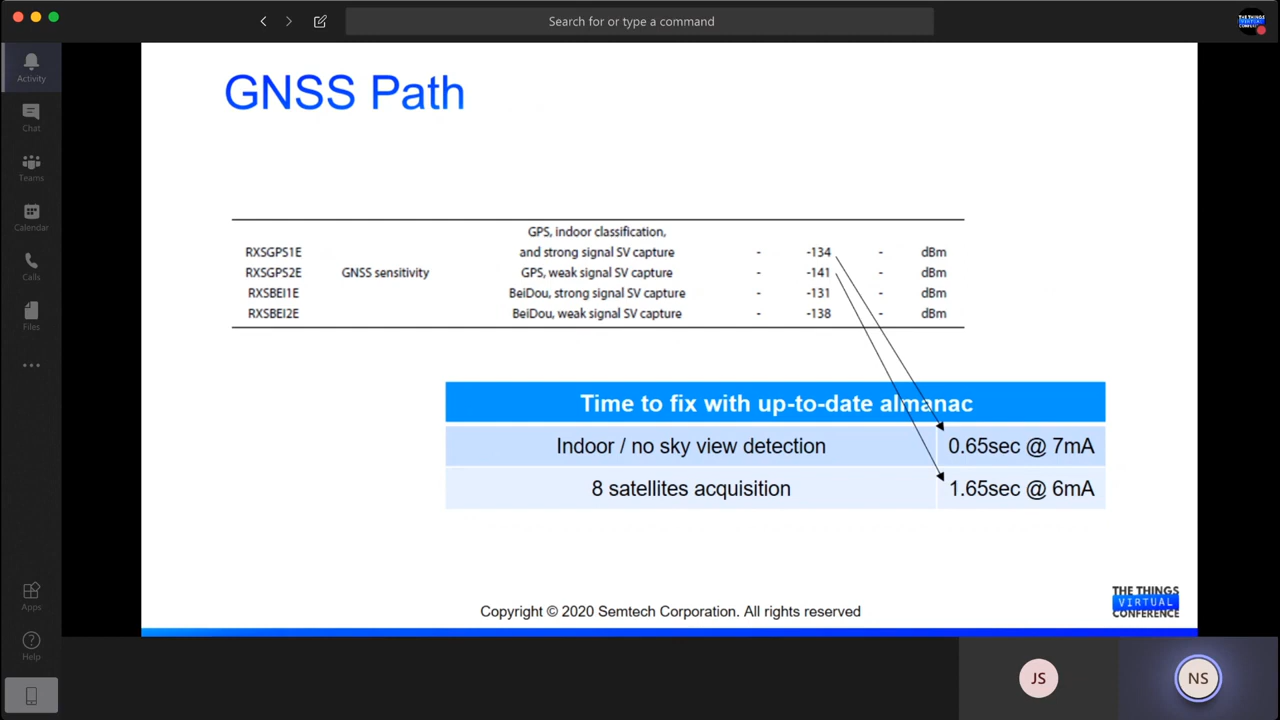 Search for or type a command
THE THINGS
VIRTUAL
CONFERENCE
Activity
Chat
Teams
Calendar
Calls
Files
Apps
Help
GNSS Path
GPS, indoor classification,
RXSGPS1E and strong signal SV capture - -134 - dBm
RXSGPS2E GNSS sensitivity GPS, weak signal SV capture - -141 - dBm
RXSBEI1E BeiDou, strong signal SV capture - -131 - dBm
RXSBEI2E BeiDou, weak signal SV capture - -138 - dBm
Time to fix with up-to-date almanac
Indoor / no sky view detection 0.65sec @ 7mA
8 satellites acquisition 1.65sec @ 6mA
Copyright © 2020 Semtech Corporation. All rights reserved
THE THINGS
VIRTUAL
CONFERENCE
JS
NS